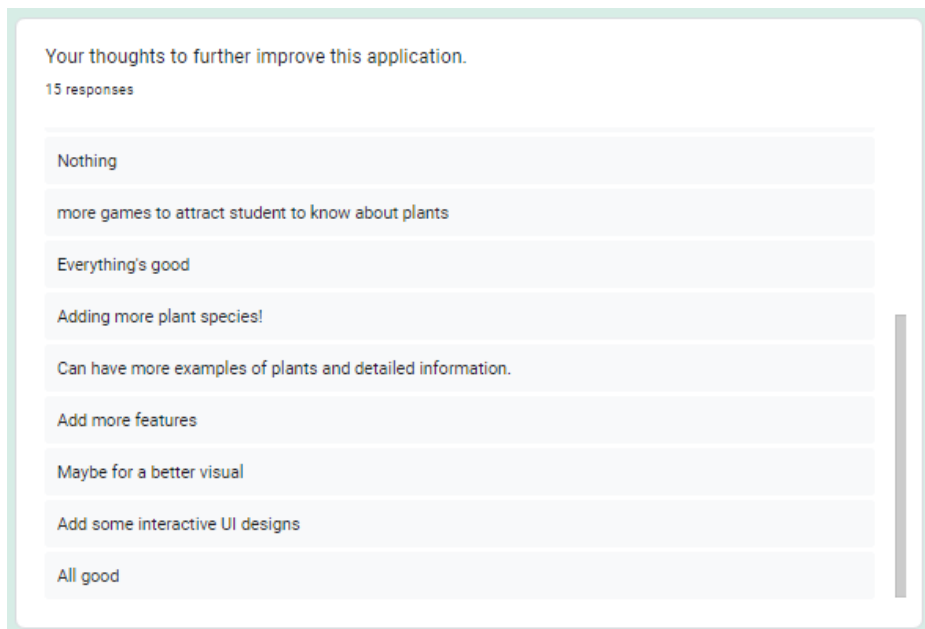 Your thoughts to further improve this application.
15 responses
Nothing
more games to attract student to know about plants
Everything's good
Adding more plant species!
Can have more examples of plants and detailed information.
Add more features
Maybe for a better visual
Add some interactive UI designs
All good